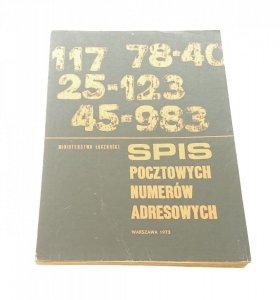 117 78-40
25-123
45-983
MINISTERSTWO ŁĄCZNOŚCI
SPIS
POCZTOWYCH
NUMERÓW
ADRESOWYCH
WARSZAWA 1973